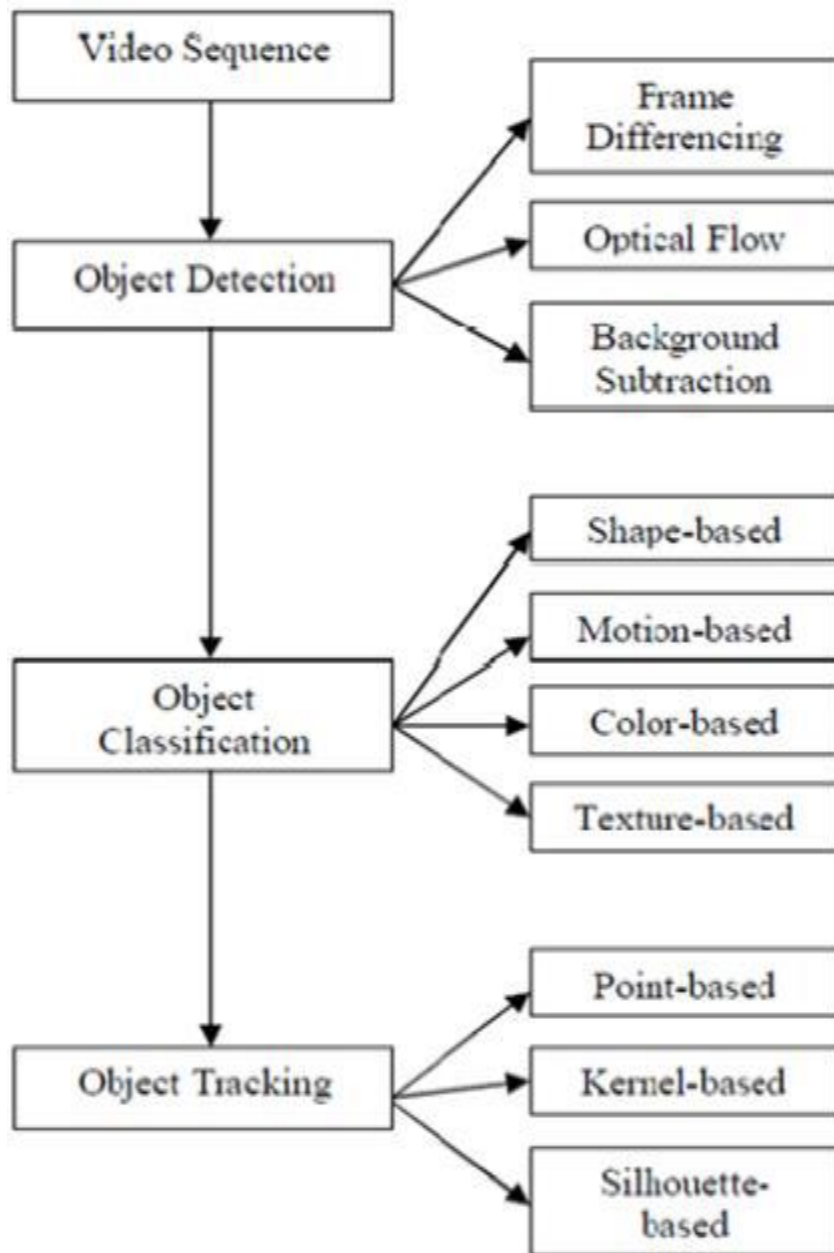 Video Sequence
Frame
Differencing
Optical Flow
Object Detection
Background
Subtraction
Shape-based
Motion-based
Object
Classification
Color-based
Texture-based
Point-based
Object Tracking
Kernel-based
Silhouette-
based